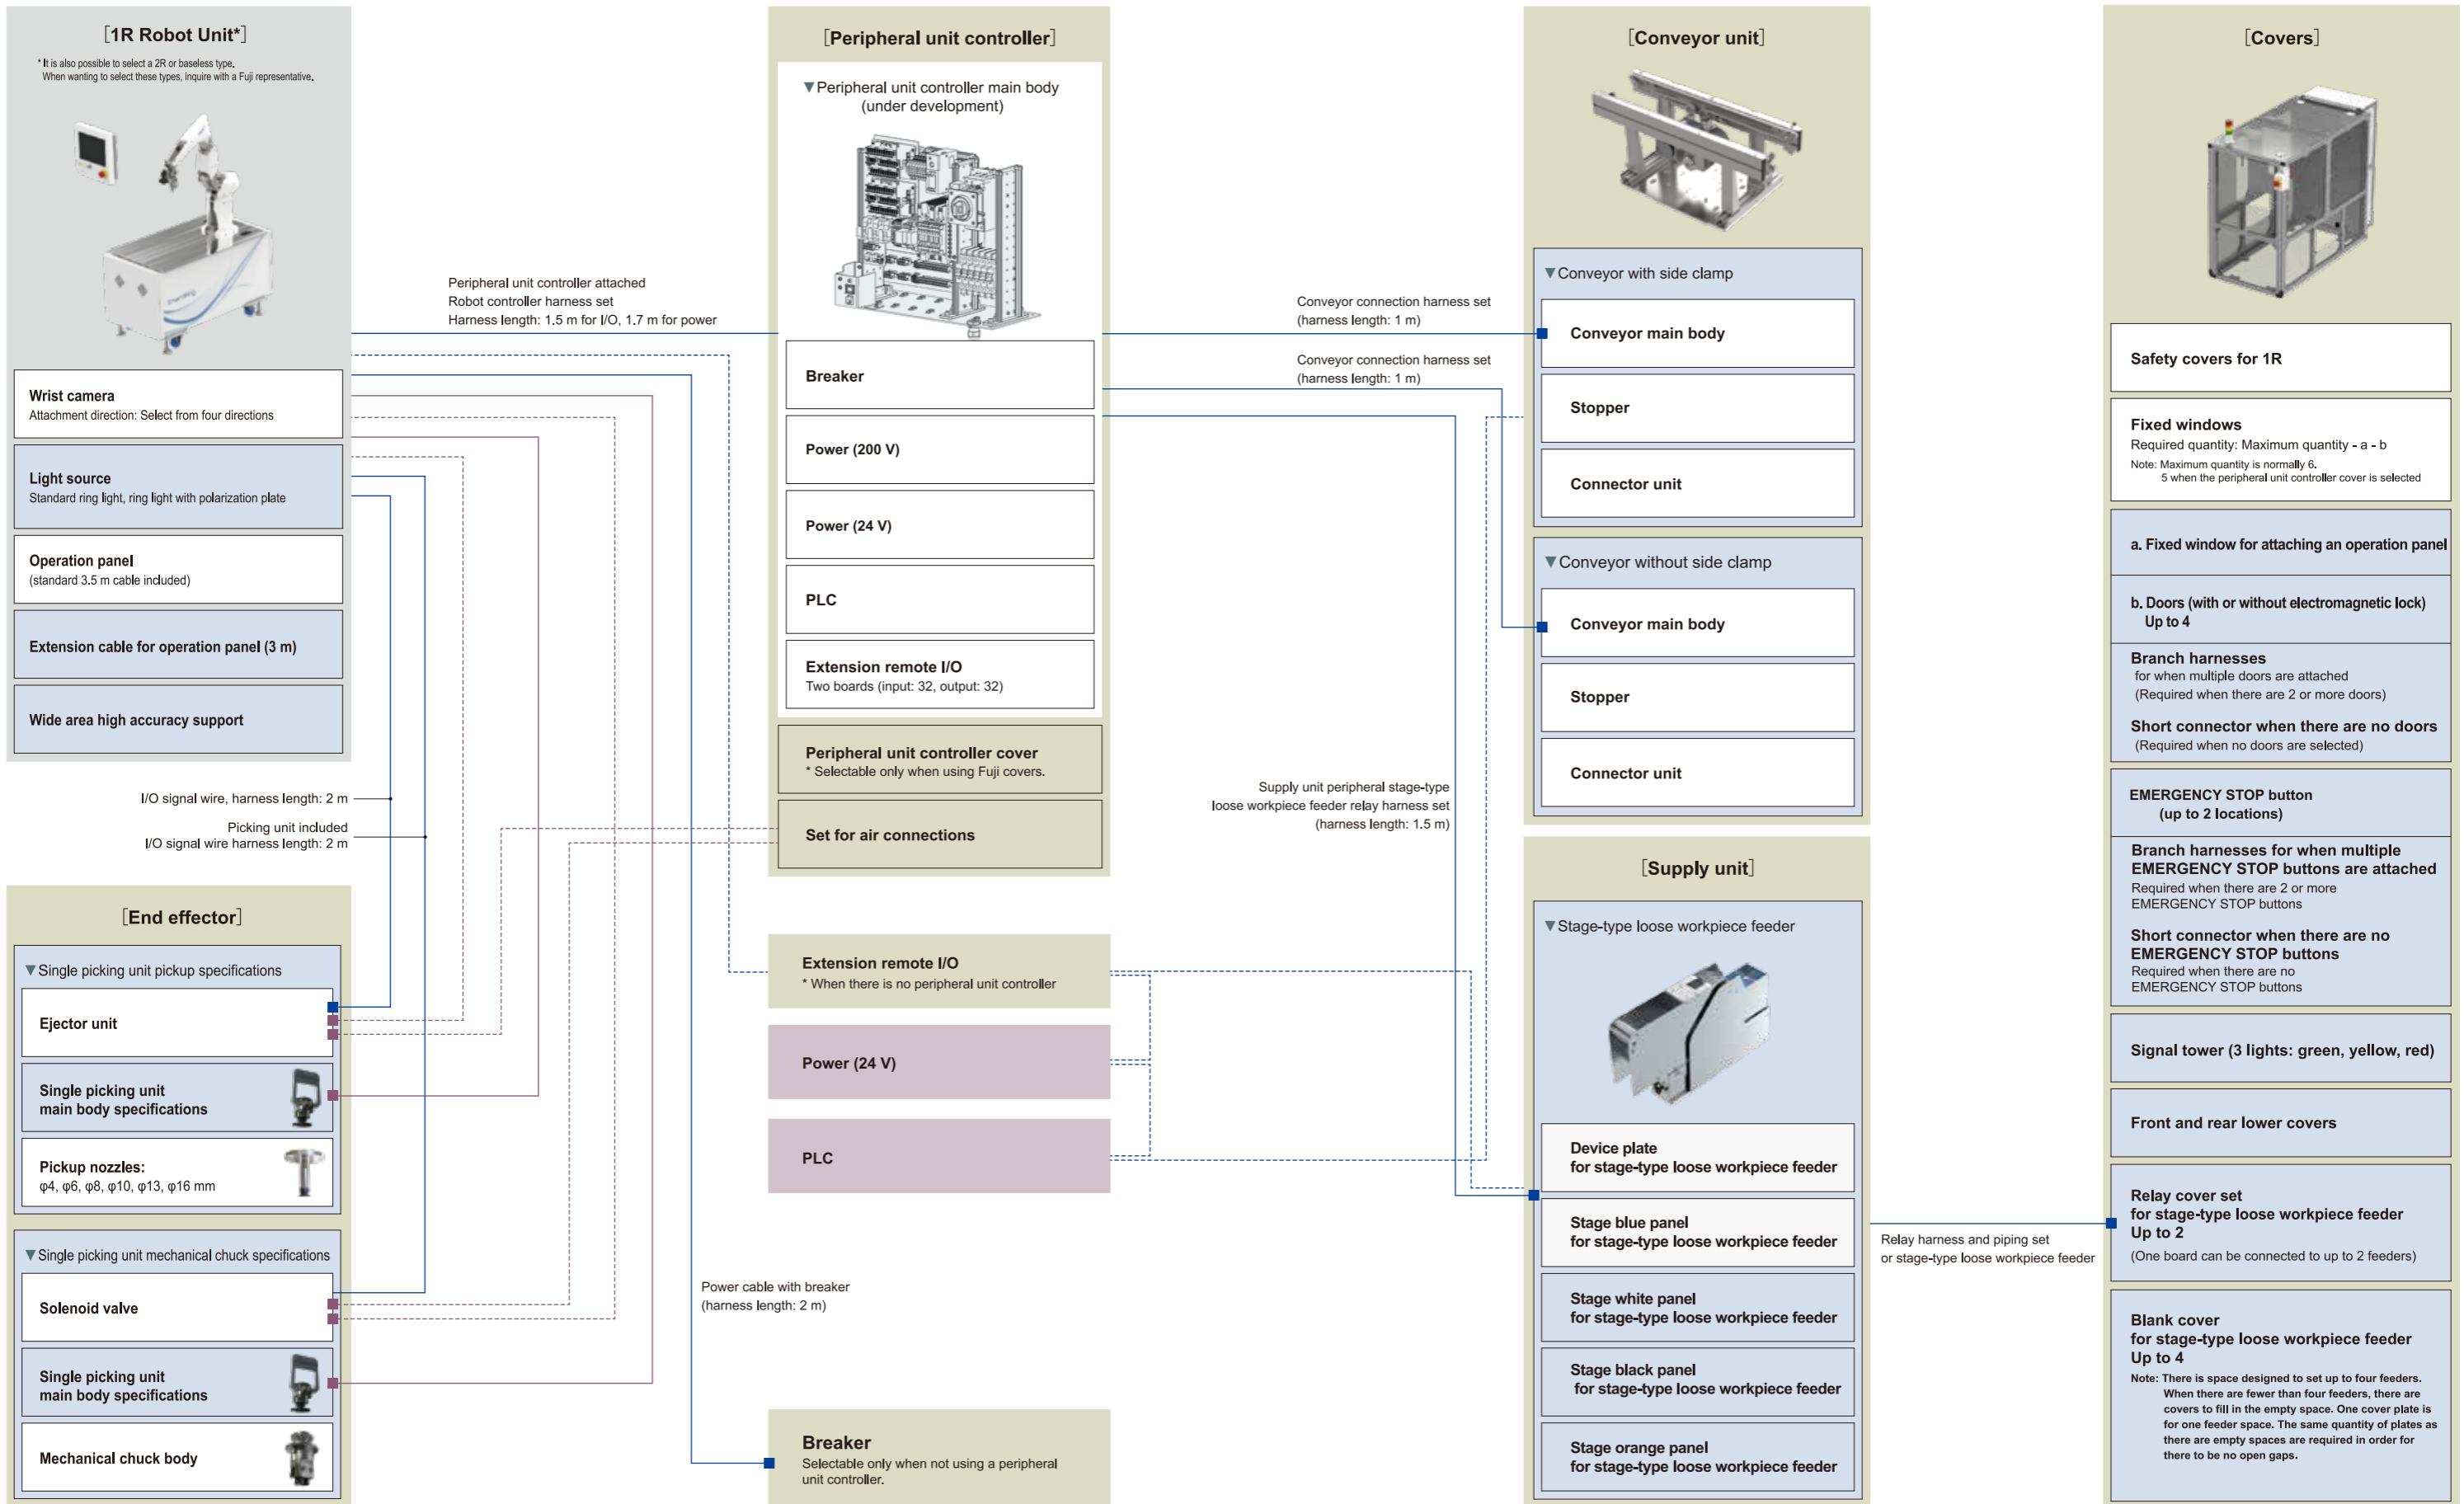 [1R Robot Unit*]
* It is also possible to select a 2R or baseless type.
When wanting to select these types, inquire with a Fuji representative.
Wrist camera
Attachment direction: Select from four directions
Light source
Standard ring light, ring light with polarization plate
Operation panel
(standard 3.5 m cable included)
Extension cable for operation panel (3 m)
Wide area high accuracy support
I/O signal wire, harness length: 2 m
Picking unit included
I/O signal wire harness length: 2 m
[End effector]
▼Single picking unit pickup specifications
Ejector unit
Single picking unit
main body specifications
Pickup nozzles:
φ4, φ6, φ8, φ10, φ13, φ16 mm
▼Single picking unit mechanical chuck specifications
Solenoid valve
Single picking unit
main body specifications
Mechanical chuck body
Peripheral unit controller attached
Robot controller harness set
Harness length: 1.5 m for I/O, 1.7 m for power
Power cable with breaker
(harness length: 2 m)
[Peripheral unit controller]
▼Peripheral unit controller main body
(under development)
Breaker
Power (200 V)
Power (24 V)
PLC
Extension remote I/O
Two boards (input: 32, output: 32)
Peripheral unit controller cover
* Selectable only when using Fuji covers.
Set for air connections
Extension remote I/O
* When there is no peripheral unit controller
Power (24 V)
PLC
Breaker
Selectable only when not using a peripheral
unit controller.
Conveyor connection harness set
(harness length: 1 m)
Conveyor connection harness set
(harness length: 1 m)
Supply unit peripheral stage-type
loose workpiece feeder relay harness set
(harness length: 1.5 m)
[Conveyor unit]
▼Conveyor with side clamp
Conveyor main body
Stopper
Connector unit
▼Conveyor without side clamp
Conveyor main body
Stopper
Connector unit
[Supply unit]
▼Stage-type loose workpiece feeder
Device plate
for stage-type loose workpiece feeder
Stage blue panel
for stage-type loose workpiece feeder
Stage white panel
for stage-type loose workpiece feeder
Stage black panel
for stage-type loose workpiece feeder
Stage orange panel
for stage-type loose workpiece feeder
Relay harness and piping set
or stage-type loose workpiece feeder
[Covers]
Safety covers for 1R
Fixed windows
Required quantity: Maximum quantity - a - b
Note: Maximum quantity is normally 6.
5 when the peripheral unit controller cover is selected
a. Fixed window for attaching an operation panel
b. Doors (with or without electromagnetic lock)
Up to 4
Branch harnesses
for when multiple doors are attached
(Required when there are 2 or more doors)
Short connector when there are no doors
(Required when no doors are selected)
EMERGENCY STOP button
(up to 2 locations)
Branch harnesses for when multiple
EMERGENCY STOP buttons are attached
Required when there are 2 or more
EMERGENCY STOP buttons
Short connector when there are no
EMERGENCY STOP buttons
Required when there are no
EMERGENCY STOP buttons
Signal tower (3 lights: green, yellow, red)
Front and rear lower covers
Relay cover set
for stage-type loose workpiece feeder
Up to 2
(One board can be connected to up to 2 feeders)
Blank cover
for stage-type loose workpiece feeder
Up to 4
Note: There is space designed to set up to four feeders.
When there are fewer than four feeders, there are
covers to fill in the empty space. One cover plate is
for one feeder space. The same quantity of plates as
there are empty spaces are required in order for
there to be no open gaps.